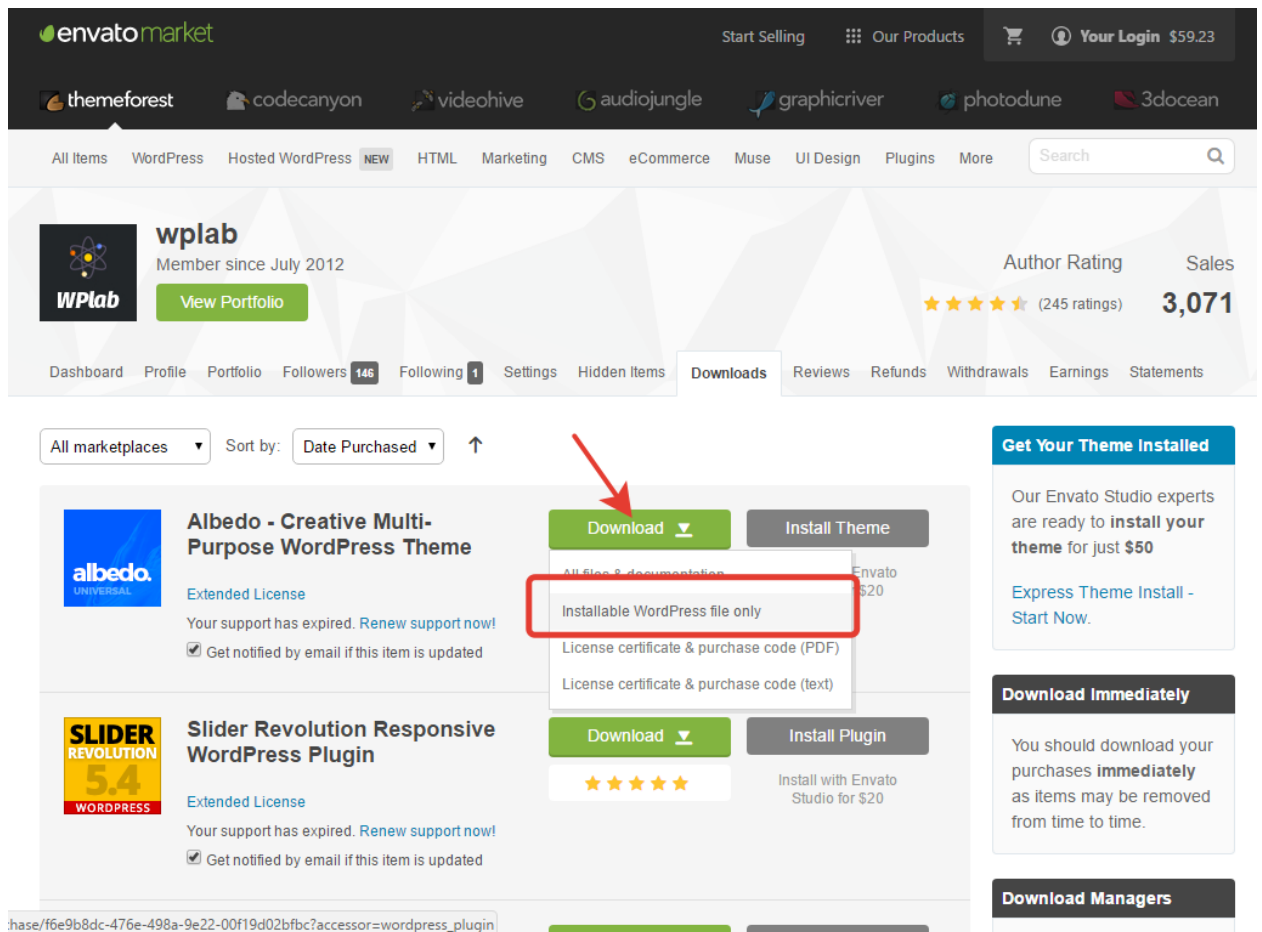 envatomarket
Start Selling
Our Products
Your Login $59.23
themeforest
codecanyon
videohive
audiojungle
graphicriver
photodune
3docean
All Items
WordPress
Hosted WordPress NEW
HTML
Marketing
CMS
eCommerce
Muse
UI Design
Plugins
More
Search
WPlab
wplab
Member since July 2012
View Portfolio
Author Rating
(245 ratings)
Sales
3,071
Dashboard
Profile
Portfolio
Followers 146
Following 1
Settings
Hidden Items
Downloads
Reviews
Refunds
Withdrawals
Earnings
Statements
All marketplaces
Sort by:
Date Purchased
albedo.
UNIVERSAL
Albedo - Creative Multi-
Purpose WordPress Theme
Extended License
Your support has expired. Renew support now!
Get notified by email if this item is updated
Download
All files & documentation
Installable WordPress file only
License certificate & purchase code (PDF)
License certificate & purchase code (text)
Install Theme
Envato
$20
SLIDER
REVOLUTION
5.4
WORDPRESS
Slider Revolution Responsive
WordPress Plugin
Extended License
Your support has expired. Renew support now!
Get notified by email if this item is updated
Download
Install Plugin
Install with Envato
Studio for $20
Get Your Theme Installed
Our Envato Studio experts
are ready to install your
theme for just $50
Express Theme Install -
Start Now.
Download Immediately
You should download your
purchases immediately
as items may be removed
from time to time.
Download Managers
hase/f6e9b8dc-476e-498a-9e22-00f19d02bfbc?accessor=wordpress_plugin